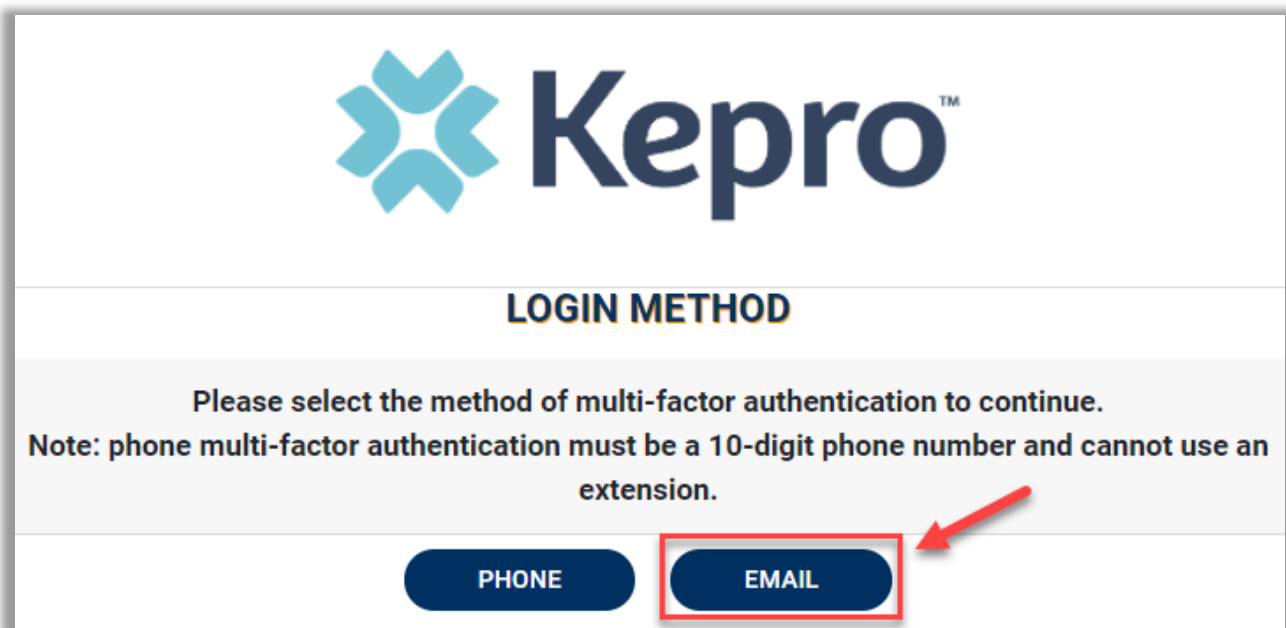 Kepro™
LOGIN METHOD
Please select the method of multi-factor authentication to continue.
Note: phone multi-factor authentication must be a 10-digit phone number and cannot use an
extension.
PHONE EMAIL